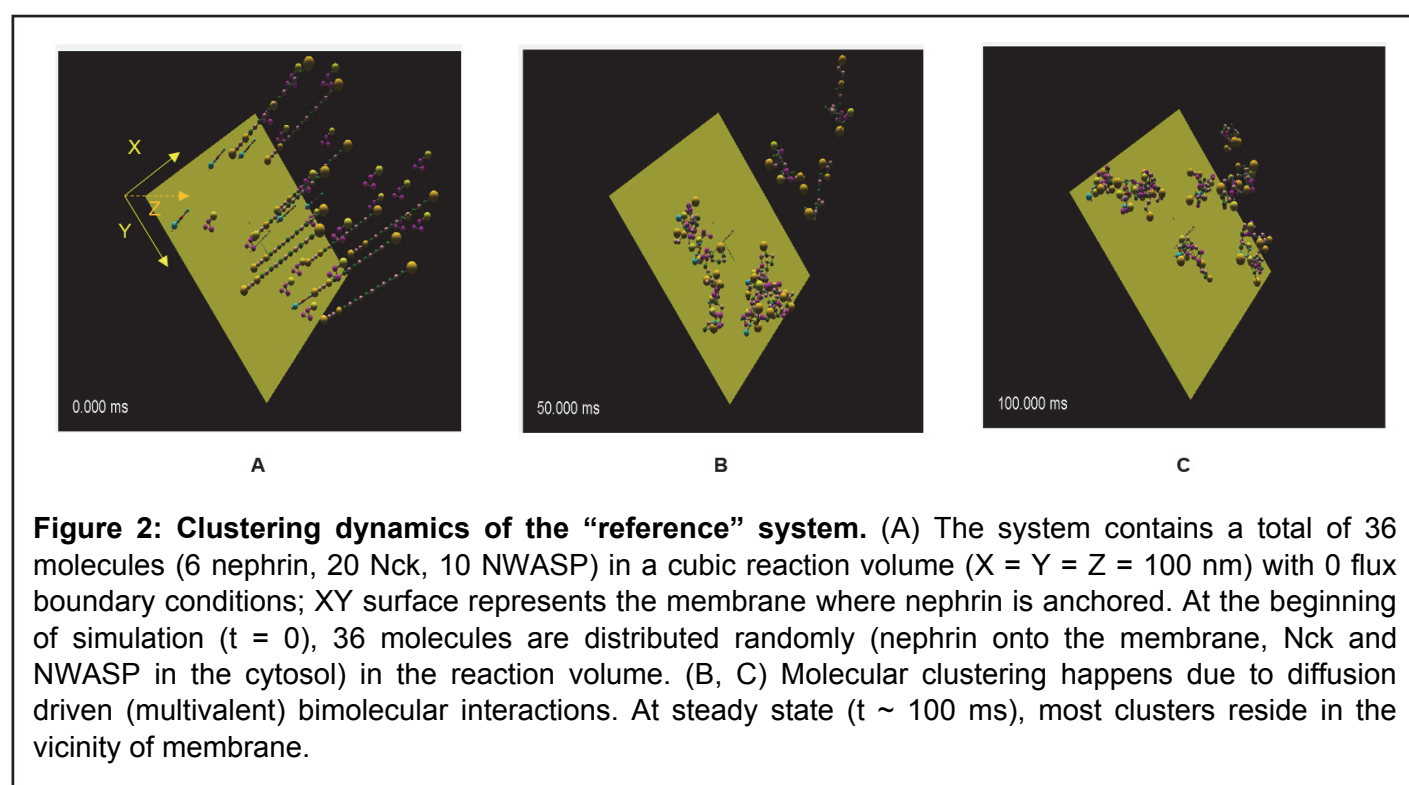 X
Z
Y
0.000 ms
50.000 ms
100.000 ms
A
B
C
Figure 2: Clustering dynamics of the “reference” system. (A) The system contains a total of 36
molecules (6 nephrin, 20 Nck, 10 NWASP) in a cubic reaction volume (X = Y = Z = 100 nm) with 0 flux
boundary conditions; XY surface represents the membrane where nephrin is anchored. At the beginning
of simulation (t = 0), 36 molecules are distributed randomly (nephrin onto the membrane, Nck and
NWASP in the cytosol) in the reaction volume. (B, C) Molecular clustering happens due to diffusion
driven (multivalent) bimolecular interactions. At steady state (t ~ 100 ms), most clusters reside in the
vicinity of membrane.